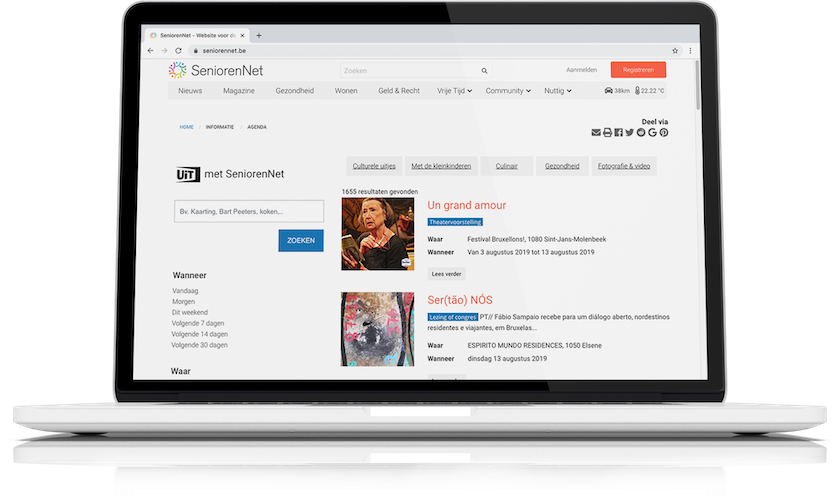 SeniorenNet - Website voor de
seniorennet.be
SeniorenNet
Zoeken
Aanmelden
Registreren
Nieuws Magazine Gezondheid Wonen Geld & Recht Vrije Tijd Community Nuttig 38km 22.22 °C
Deel via
HOME / INFORMATIE / AGENDA
UiT met SeniorenNet
Culturele uitjes Met de kleinkinderen Culinair Gezondheid Fotografie & video
1655 resultaten gevonden
Bv. Kaarting, Bart Peeters, koken,...
ZOEKEN
Wanneer
Vandaag
Morgen
Dit weekend
Volgende 7 dagen
Volgende 14 dagen
Volgende 30 dagen
Waar
Un grand amour
Theatervoorstelling
Waar Festival Bruxellons!, 1080 Sint-Jans-Molenbeek
Wanneer Van 3 augustus 2019 tot 13 augustus 2019
Lees verder
Ser(tão) NÓS
Lezing of congres PT// Fábio Sampaio recebe para um diálogo aberto, nordestinos
residentes e viajantes, em Bruxelas...
Waar ESPIRITO MUNDO RESIDENCES, 1050 Elsene
Wanneer dinsdag 13 augustus 2019